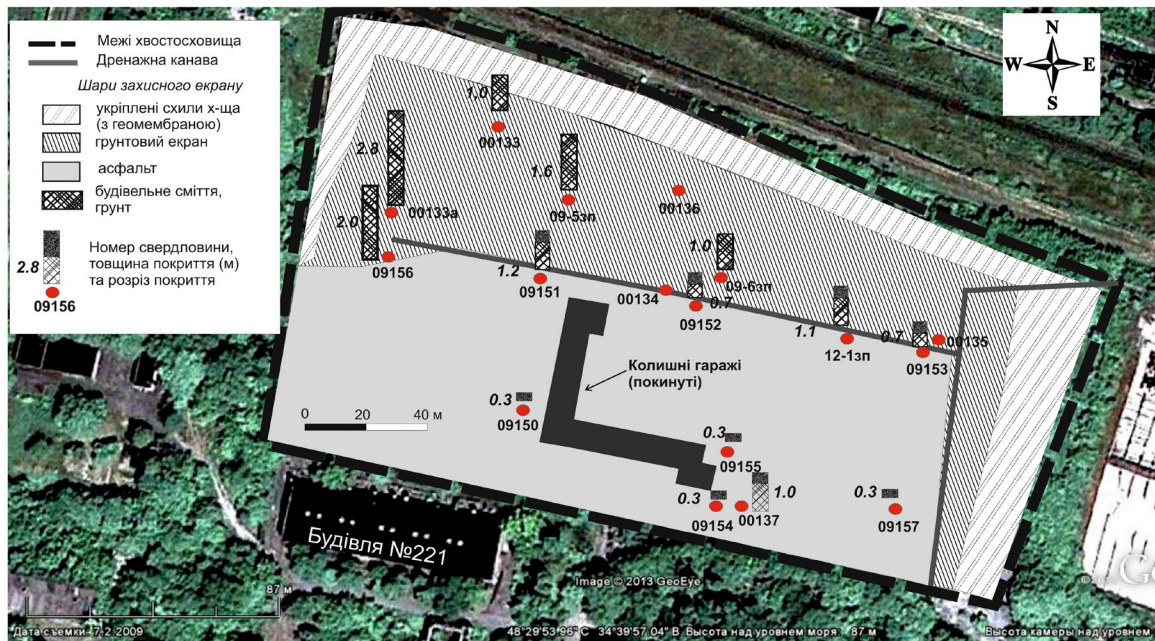 Межі хвостосховища
Дренажна канава
Шари захисного екрану
укріплені схили х-ща
(з геомембраною)
грунтовий екран
асфальт
будівельне сміття,
грунт
Номер свердловини,
товщина покриття (м)
та розріз покриття
2.8
09156
N
W E
S
1,0
00133
2.8
00133а
2.0
09156
1.6
09-5зп
00136
1.2
09151
1.0
09-6зп
00134
0.7
09152
1.1
12-1зп
0.7
00135
09153
Колишні гаражі
(покинуті)
0 20 40 м
0.3
09150
0.3
09155
0.3
09154
00137
1.0
0.3
09157
Будівля №221
87 м
Image © 2013 GeoEye
Дата съемки: 7-2 2009
48°29'53.96" С 34°39'57.04" В Высота над уровнем моря 87 м
Высота камеры над уровнем